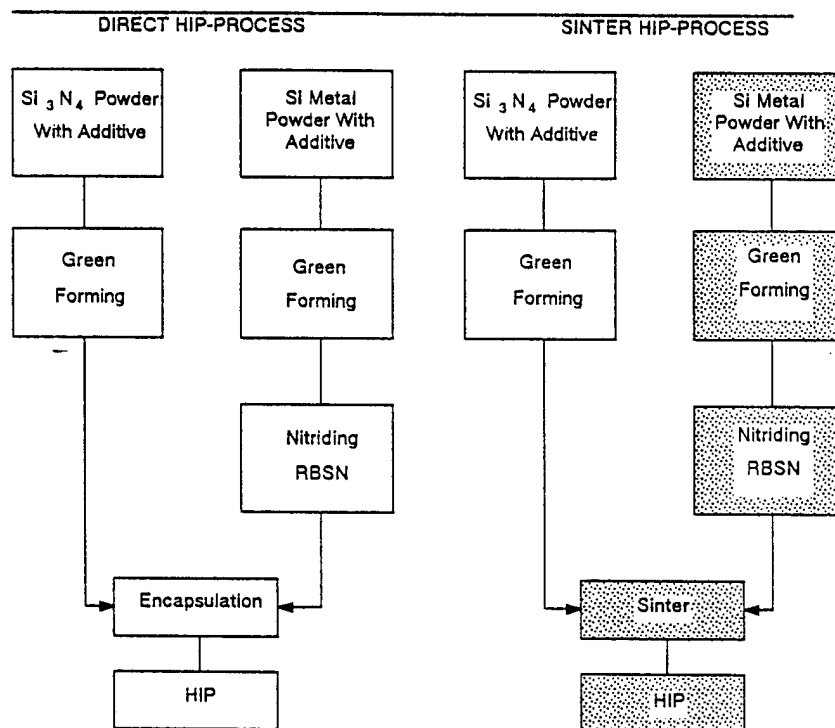 DIRECT HIP-PROCESS
SINTER HIP-PROCESS
Si 3 N 4 Powder
With Additive
Si Metal
Powder With
Additive
Si 3 N 4 Powder
With Additive
Si Metal
Powder With
Additive
Green
Forming
Green
Forming
Green
Forming
Green
Forming
Nitriding
RBSN
Nitriding
RBSN
Encapsulation
Sinter
HIP
HIP